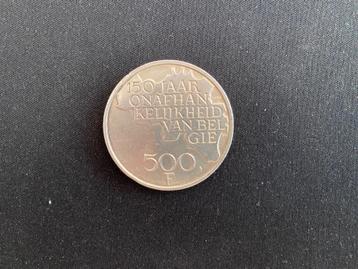 150 JAAR
ONAFHAN
KELIJKHEID
VAN BEL
GIE
500
F